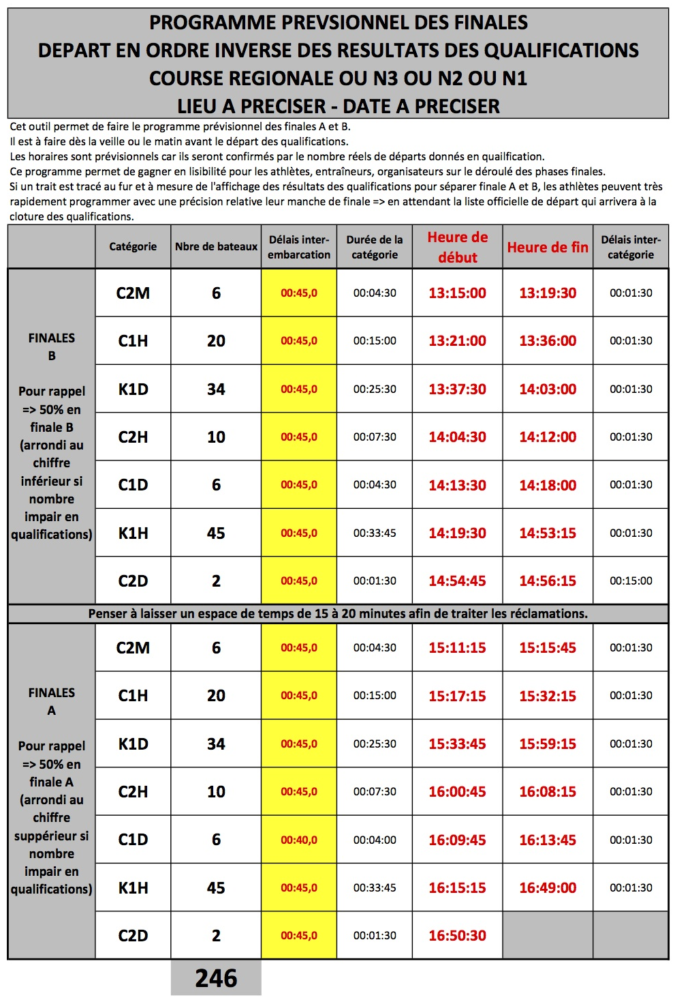 PROGRAMME PREVSIONNEL DES FINALES
DEPART EN ORDRE INVERSE DES RESULTATS DES QUALIFICATIONS
COURSE REGIONALE OU N3 OU N2 OU N1
LIEU A PRECISER - DATE A PRECISER
Cet outil permet de faire le programme prévisionnel des finales A et B.
Il est à faire dès la veille ou le matin avant le départ des qualifications.
Les horaires sont prévisionnels car ils seront confirmés par le nombre réels de départs donnés en quailfication.
Ce programme permet de gagner en lisibilité pour les athlètes, entraîneurs, organisateurs sur le déroulé des phases finales.
Si un trait est tracé au fur et à mesure de l'affichage des résultats des qualifications pour séparer finale A et B, les athlètes peuvent très
rapidement programmer avec une précision relative leur manche de finale => en attendant la liste officielle de départ qui arrivera à la
cloture des qualifications.
Catégorie Nbre de bateaux Délais inter-embarcation Durée de la catégorie Heure de début Heure de fin Délais inter-catégorie
FINALES
B
Pour rappel
=> 50% en
finale B
(arrondi au
chiffre
inférieur si
nombre
impair en
qualifications)
C2M 6 00:45,0 00:04:30 13:15:00 13:19:30 00:01:30
C1H 20 00:45,0 00:15:00 13:21:00 13:36:00 00:01:30
K1D 34 00:45,0 00:25:30 13:37:30 14:03:00 00:01:30
C2H 10 00:45,0 00:07:30 14:04:30 14:12:00 00:01:30
C1D 6 00:45,0 00:04:30 14:13:30 14:18:00 00:01:30
K1H 45 00:45,0 00:33:45 14:19:30 14:53:15 00:01:30
C2D 2 00:45,0 00:01:30 14:54:45 14:56:15 00:15:00
Penser à laisser un espace de temps de 15 à 20 minutes afin de traiter les réclamations.
FINALES
A
Pour rappel
=> 50% en
finale A
(arrondi au
chiffre
suppérieur si
nombre
impair en
qualifications)
C2M 6 00:45,0 00:04:30 15:11:15 15:15:45 00:01:30
C1H 20 00:45,0 00:15:00 15:17:15 15:32:15 00:01:30
K1D 34 00:45,0 00:25:30 15:33:45 15:59:15 00:01:30
C2H 10 00:45,0 00:07:30 16:00:45 16:08:15 00:01:30
C1D 6 00:40,0 00:04:00 16:09:45 16:13:45 00:01:30
K1H 45 00:45,0 00:33:45 16:15:15 16:49:00 00:01:30
C2D 2 00:45,0 00:01:30 16:50:30
246